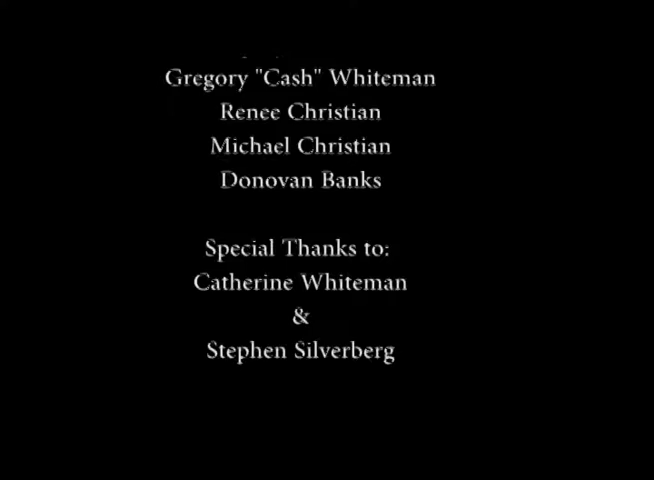 Gregory "Cash" Whiteman
Renee Christian
Michael Christian
Donovan Banks
Special Thanks to:
Catherine Whiteman
&
Stephen Silverberg